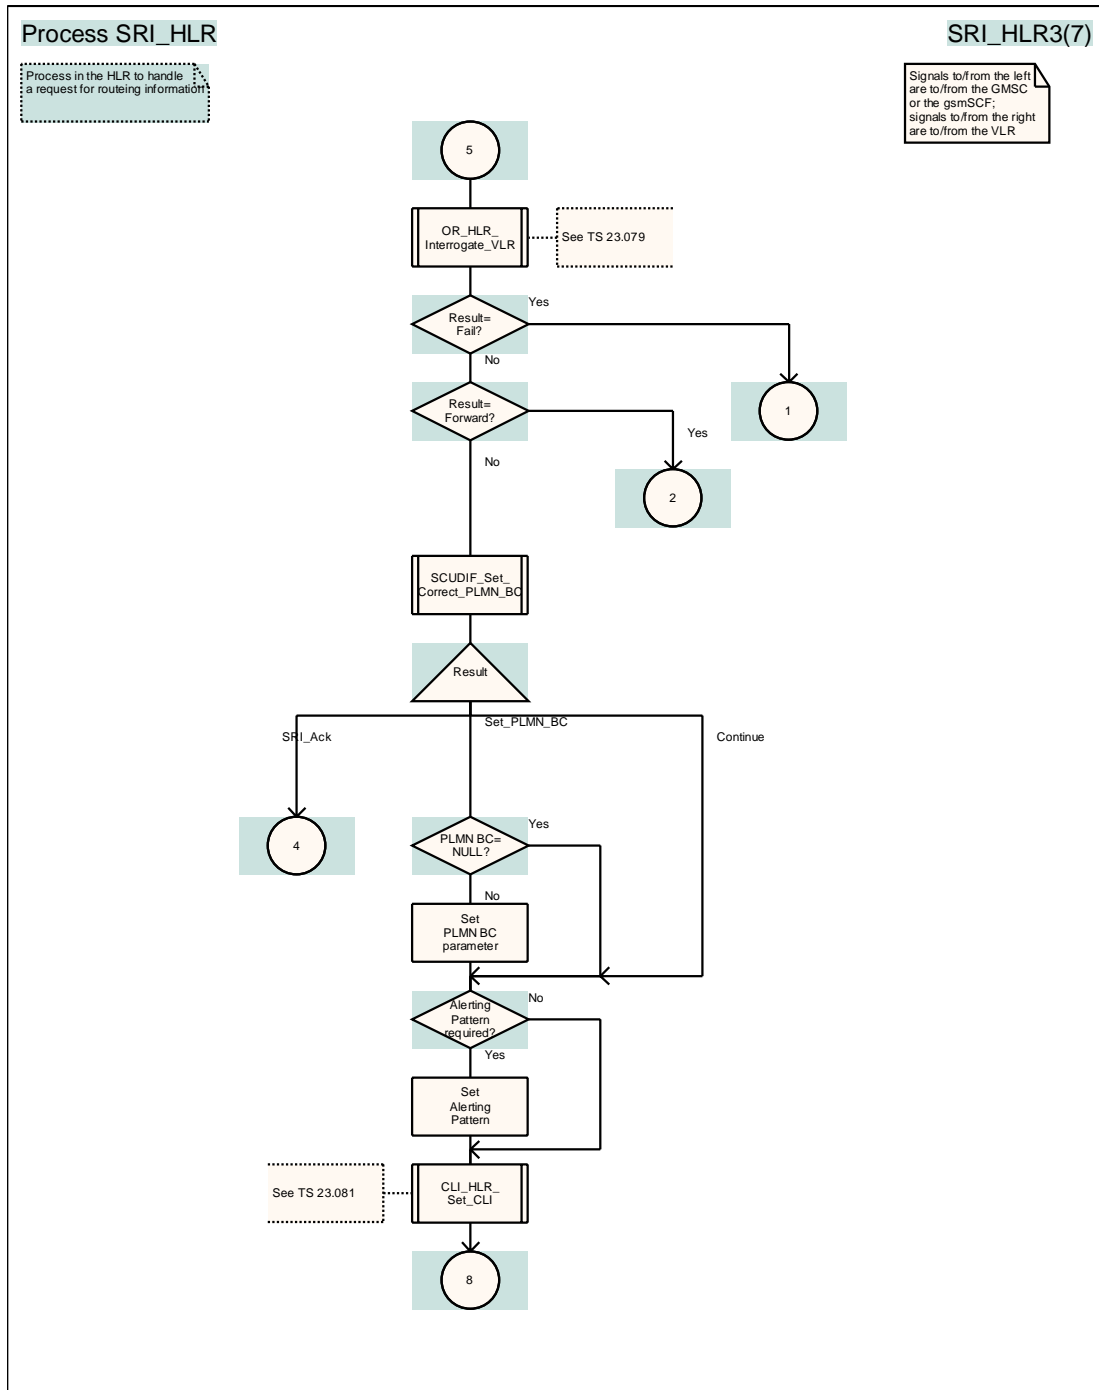 Process SRI_HLR
SRI_HLR3(7)
Process in the HLR to handle
a request for routeing information
Signals to/from the left
are to/from the GMSC
or the gsmSCF;
signals to/from the right
are to/from the VLR
5
OR_HLR_
Interrogate_VLR
See TS 23.079
Result=
Fail?
Yes
No
Result=
Forward?
1
Yes
No
2
SCUDIF_Set_
Correct_PLMN_BC
Result
Set_PLMN_BC
SRI_Ack
Continue
4
PLMN BC=
NULL?
Yes
No
Set
PLMN BC
parameter
Alerting
Pattern
required?
No
Yes
Set
Alerting
Pattern
See TS 23.081
CLI_HLR_
Set_CLI
8